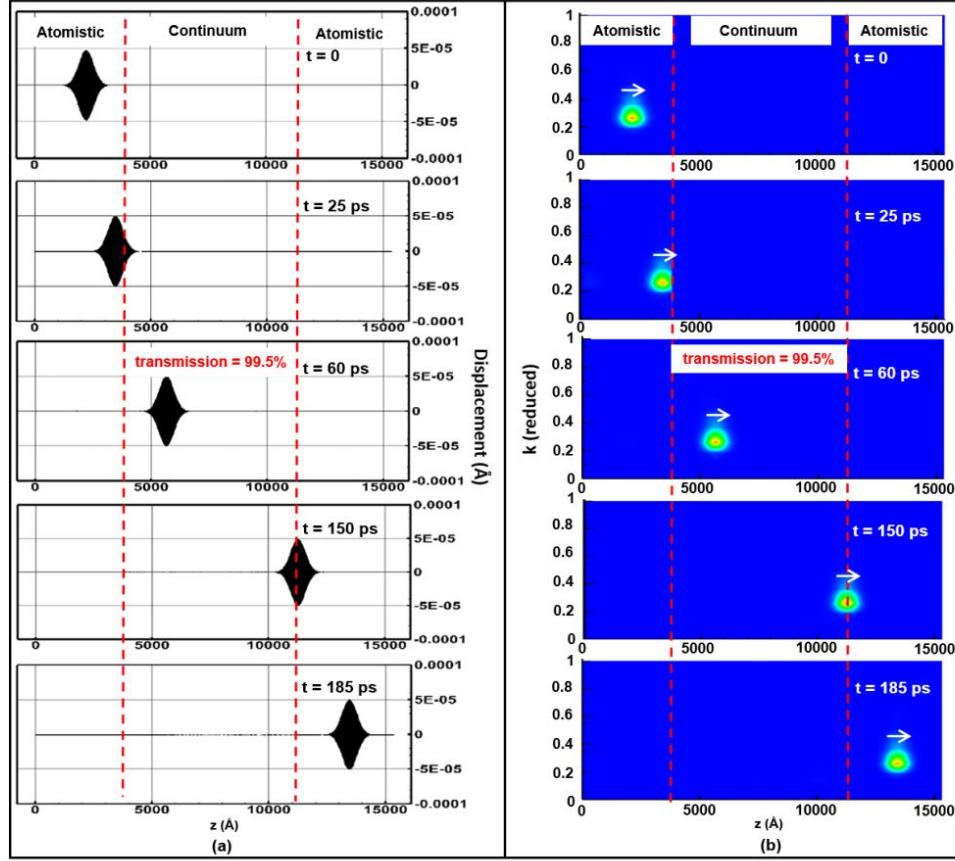 Atomistic Continuum Atomistic
t = 0
0.0001
5E-05
0
-5E-05
-0.0001
0 5000 10000 15000
t = 25 ps
0.0001
5E-05
0
-5E-05
-0.0001
0 5000 10000 15000
transmission = 99.5%
t = 60 ps
0.0001
5E-05
0
-5E-05
-0.0001
0 5000 10000 15000
t = 150 ps
0.0001
5E-05
0
-5E-05
-0.0001
0 5000 10000 15000
t = 185 ps
0.0001
5E-05
0
-5E-05
-0.0001
0 5000 10000 15000
Displacement (Å)
z (Å)
(a)
Atomistic Continuum Atomistic
t = 0
1
0.8
0.6
0.4
0.2
0
0 5000 10000 15000
t = 25 ps
1
0.8
0.6
0.4
0.2
0
0 5000 10000 15000
transmission = 99.5%
t = 60 ps
1
0.8
0.6
0.4
0.2
0
0 5000 10000 15000
t = 150 ps
1
0.8
0.6
0.4
0.2
0
0 5000 10000 15000
t = 185 ps
1
0.8
0.6
0.4
0.2
0
0 5000 10000 15000
k (reduced)
z (Å)
(b)